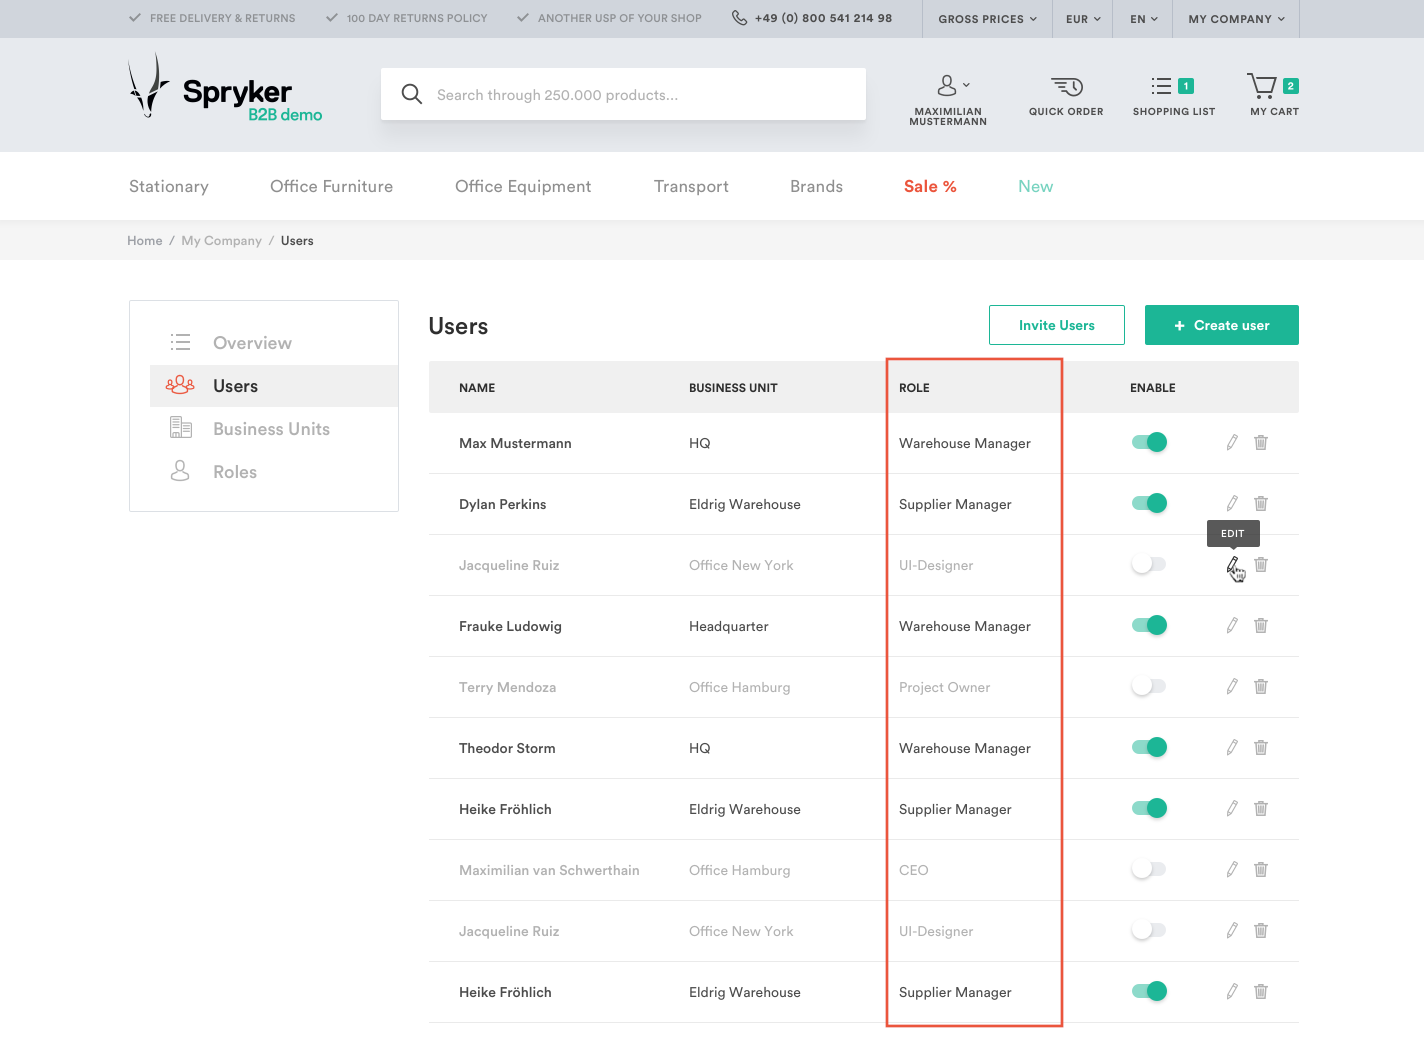 FREE DELIVERY & RETURNS 100 DAY RETURNS POLICY ANOTHER USP OF YOUR SHOP +49 (0) 800 541 214 98 GROSS PRICES EUR EN MY COMPANY
Spryker
B2B demo
Search through 250.000 products...
MAXIMILIAN
MUSTERMANN
QUICK ORDER
1
SHOPPING LIST
2
MY CART
Stationary Office Furniture Office Equipment Transport Brands Sale % New
Home / My Company / Users
Overview
Users
Business Units
Roles
Users
Invite Users
+ Create user
NAME BUSINESS UNIT ROLE ENABLE
Max Mustermann HQ Warehouse Manager
Dylan Perkins Eldrig Warehouse Supplier Manager
EDIT
Jacqueline Ruiz Office New York UI-Designer
Frauke Ludowig Headquarter Warehouse Manager
Terry Mendoza Office Hamburg Project Owner
Theodor Storm HQ Warehouse Manager
Heike Fröhlich Eldrig Warehouse Supplier Manager
Maximilian van Schwerthain Office Hamburg CEO
Jacqueline Ruiz Office New York UI-Designer
Heike Fröhlich Eldrig Warehouse Supplier Manager